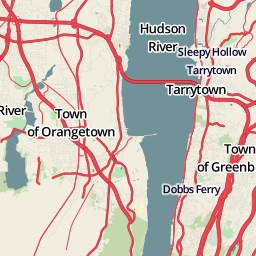 Hudson
River
Sleepy Hollow
Tarrytown
Tarrytown
River
Town
of Orangetown
Town
of Greenb
Dobbs Ferry